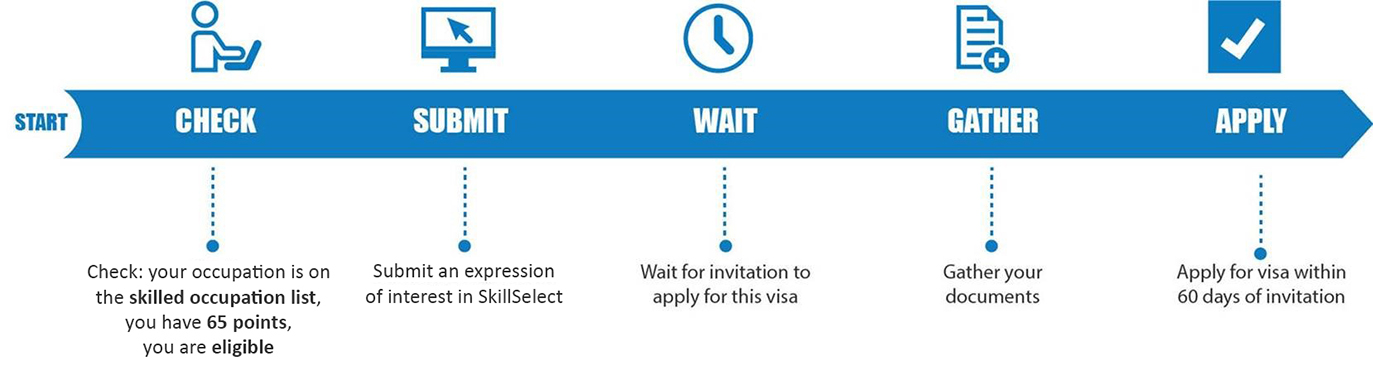 START
CHECK
SUBMIT
WAIT
GATHER
APPLY
Check: your occupation is on
the skilled occupation list,
you have 65 points,
you are eligible
Submit an expression
of interest in SkillSelect
Wait for invitation to
apply for this visa
Gather your
documents
Apply for visa within
60 days of invitation